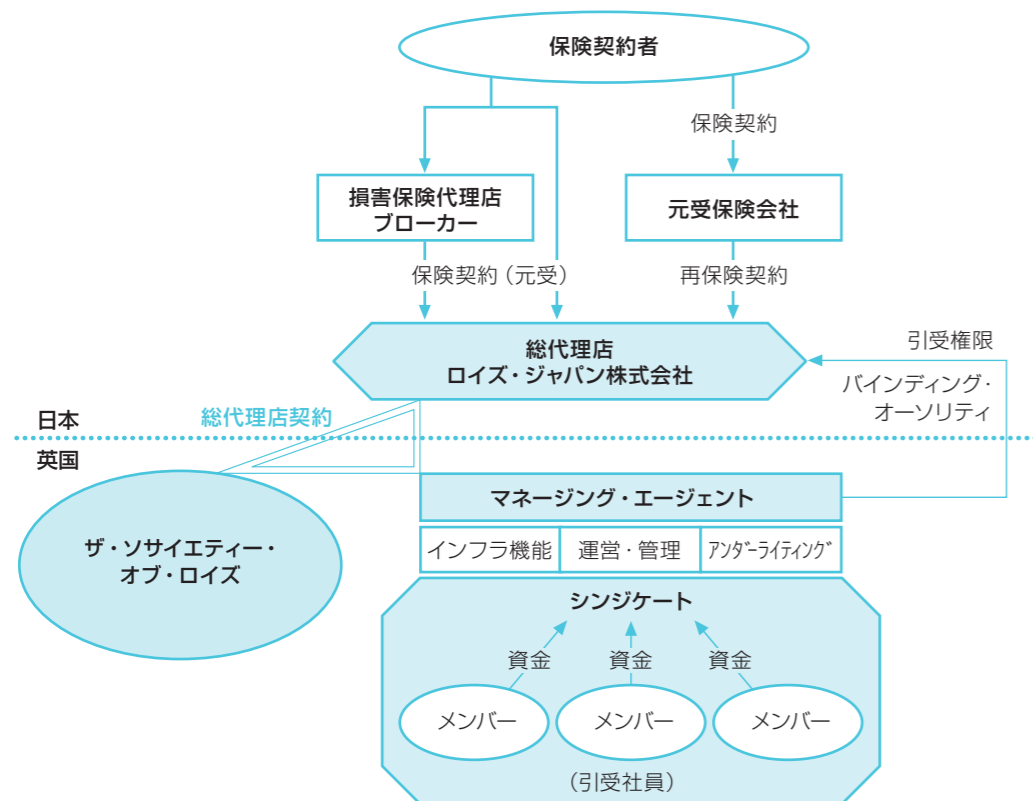 保険契約者
保険契約
損害保険代理店
ブローカー
元受保険会社
保険契約（元受）
再保険契約
総代理店
ロイズ・ジャパン株式会社
引受権限
バインディング・
オーソリティ
日本
総代理店契約
英国
マネージング・エージェント
ザ・ソサイエティー・
オブ・ロイズ
インフラ機能
運営・管理
ｱﾝﾀﾞｰﾗｲﾃｨﾝｸﾞ
シンジケート
資金
資金
資金
メンバー
メンバー
メンバー
（引受社員）